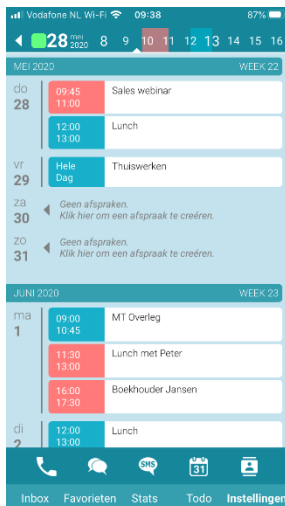 Vodafone NL Wi-Fi 09:38 87%
28 mei 2020 8 9 10 11 12 13 14 15 16
MEI 2020 WEEK 22
do 28 09:45 11:00 Sales webinar
12:00 13:00 Lunch
vr 29 Hele Dag Thuiswerken
za 30 Geen afspraken.
Klik hier om een afspraak te creëren.
zo 31 Geen afspraken.
Klik hier om een afspraak te creëren.
JUNI 2020 WEEK 23
ma 1 09:00 10:45 MT Overleg
11:30 13:00 Lunch met Peter
16:00 17:30 Boekhouder Jansen
di 2 12:00 13:00 Lunch
SMS 31
Inbox Favorieten Stats Todo Instellingen